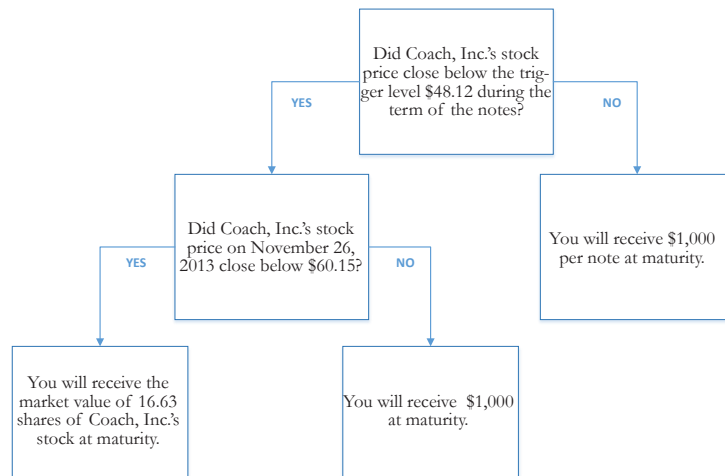 Did Coach, Inc.'s stock
price close below the trig-
ger level $48.12 during the
term of the notes?
YES
NO
Did Coach, Inc.'s stock
price on November 26,
2013 close below $60.15?
You will receive $1,000
per note at maturity.
YES
NO
You will receive the
market value of 16.63
shares of Coach, Inc.'s
stock at maturity.
You will receive $1,000
at maturity.